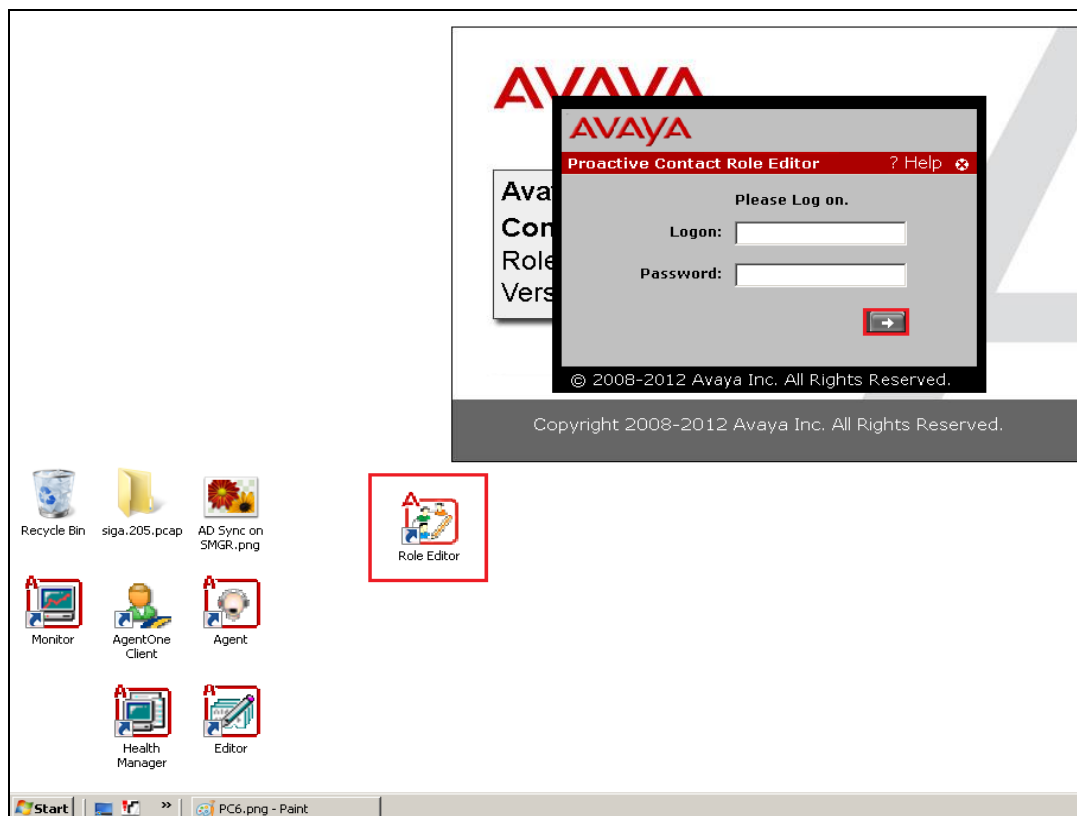 AVAYA
AVAYA
Proactive Contact Role Editor ? Help
Please Log on.
Logon:
Password:
© 2008-2012 Avaya Inc. All Rights Reserved.
Ava
Con
Role
Vers
Copyright 2008-2012 Avaya Inc. All Rights Reserved.
Recycle Bin
siga.205.pcap
AD Sync on
SMGR.png
Role Editor
Monitor
AgentOne
Client
Agent
Health
Manager
Editor
Start
» PC6.png - Paint